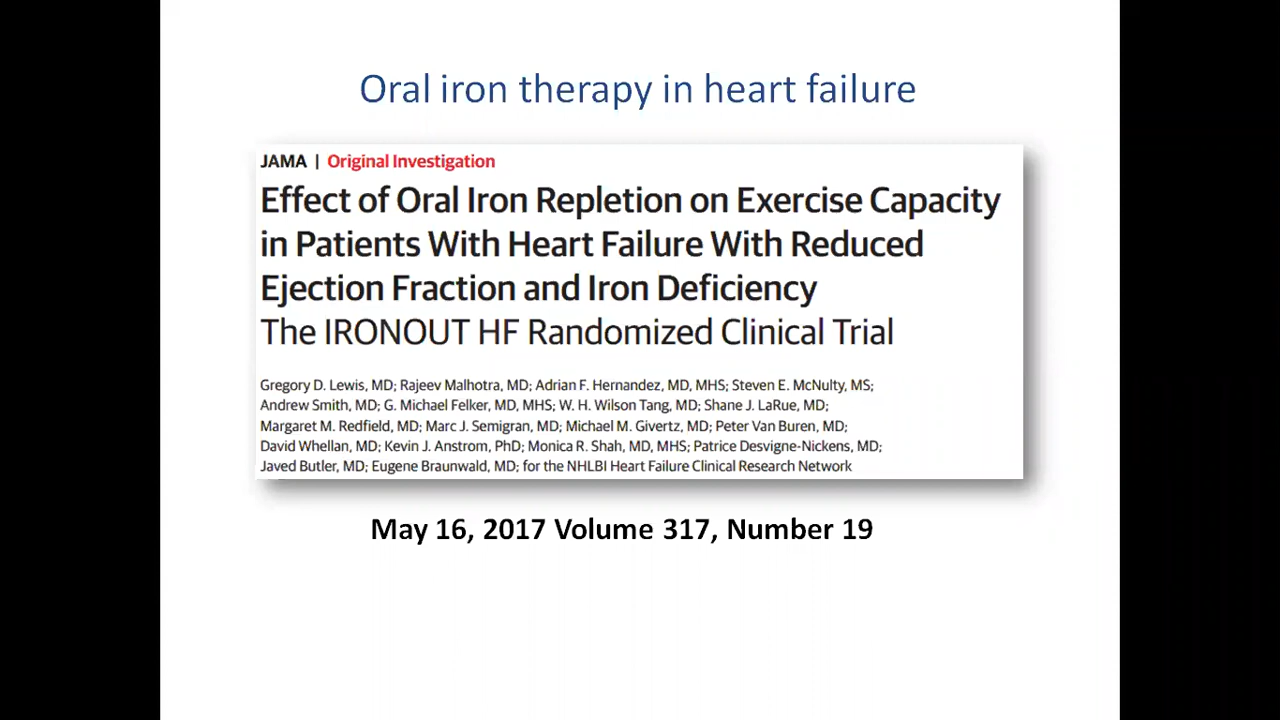 Oral iron therapy in heart failure
JAMA | Original Investigation
Effect of Oral Iron Repletion on Exercise Capacity
in Patients With Heart Failure With Reduced
Ejection Fraction and Iron Deficiency
The IRONOUT HF Randomized Clinical Trial
Gregory D. Lewis, MD; Rajeev Malhotra, MD; Adrian F. Hernandez, MD, MHS; Steven E. McNulty, MS;
Andrew Smith, MD; G. Michael Felker, MD, MHS; W. H. Wilson Tang, MD; Shane J. LaRue, MD;
Margaret M. Redfield, MD; Marc J. Semigran, MD; Michael M. Givertz, MD; Peter Van Buren, MD;
David Whellan, MD; Kevin J. Anstrom, PhD; Monica R. Shah, MD, MHS; Patrice Desvigne-Nickens, MD;
Javed Butler, MD; Eugene Braunwald, MD; for the NHLBI Heart Failure Clinical Research Network
May 16, 2017 Volume 317, Number 19